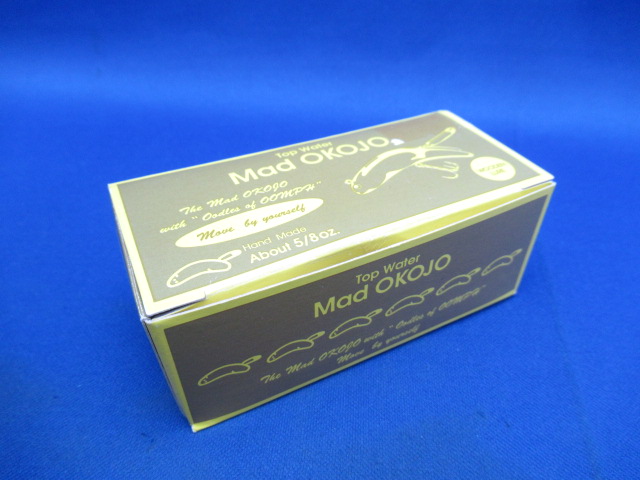 Top Water
Mad OKOJO
The Mad OKOJO
with "Oodles of OOMPH"
Move by yourself
Hand Made
About 5/8oz.
Top Water
Mad OKOJO
The Mad OKOJO with "Oodles of OOMPH"
Move by yourself